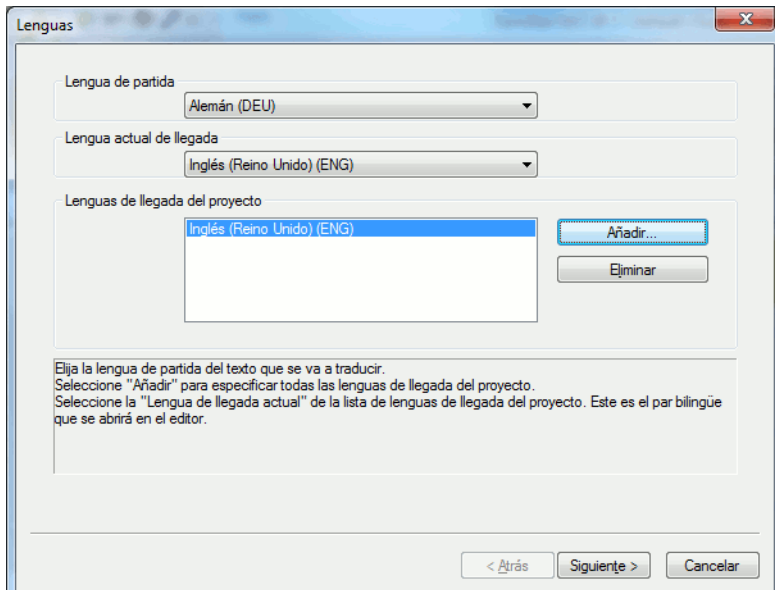 Lenguas
Lengua de partida
Alemán (DEU)
Lengua actual de llegada
Inglés (Reino Unido) (ENG)
Lenguas de llegada del proyecto
Inglés (Reino Unido) (ENG)
Añadir...
Eliminar
Elija la lengua de partida del texto que se va a traducir.
Seleccione "Añadir" para especificar todas las lenguas de llegada del proyecto.
Seleccione la "Lengua de llegada actual" de la lista de lenguas de llegada del proyecto. Este es el par bilingüe
que se abrirá en el editor.
< Atrás
Siguiente >
Cancelar